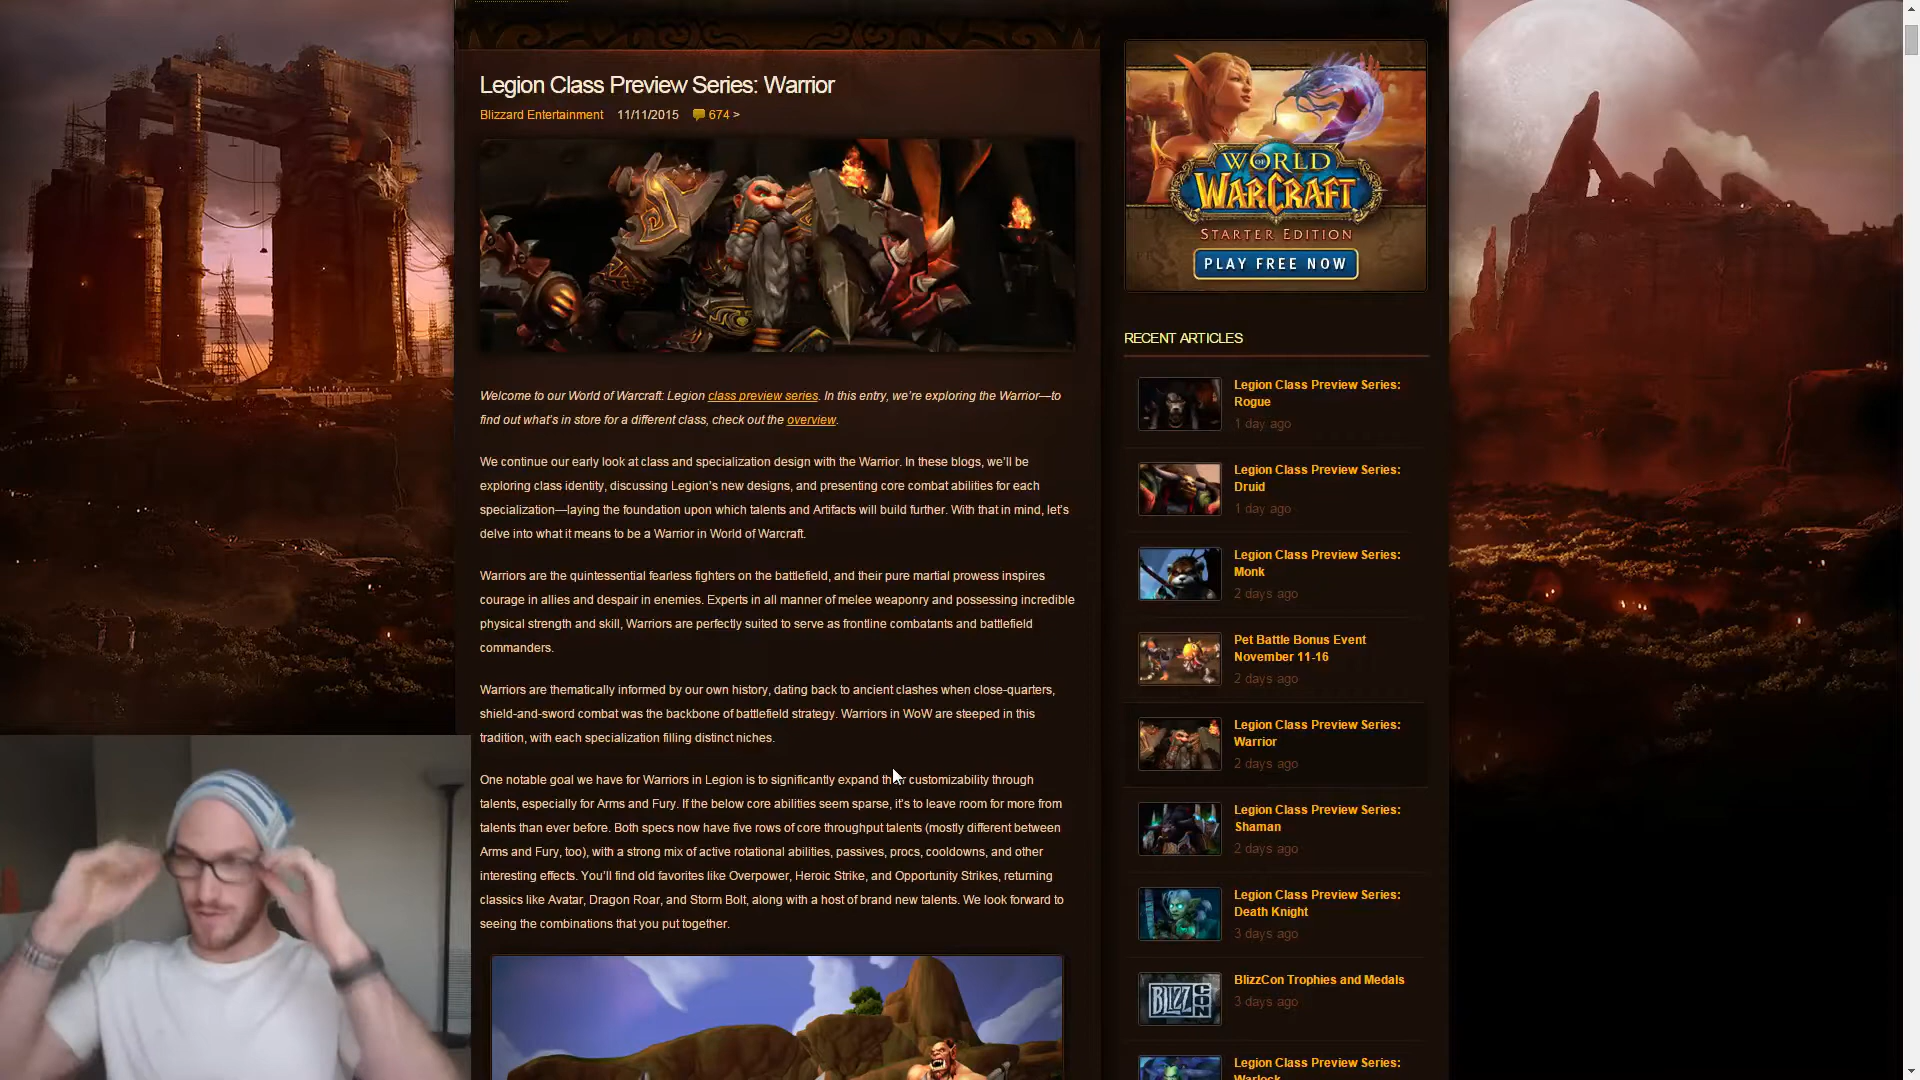 Legion Class Preview Series: Warrior
Blizzard Entertainment 11/11/2015 674 >
Welcome to our World of Warcraft: Legion class preview series. In this entry, we're exploring the Warrior—to
find out what's in store for a different class, check out the overview.
We continue our early look at class and specialization design with the Warrior. In these blogs, we'll be
exploring class identity, discussing Legion's new designs, and presenting core combat abilities for each
specialization—laying the foundation upon which talents and Artifacts will build further. With that in mind, let's
delve into what it means to be a Warrior in World of Warcraft.
Warriors are the quintessential fearless fighters on the battlefield, and their pure martial prowess inspires
courage in allies and despair in enemies. Experts in all manner of melee weaponry and possessing incredible
physical strength and skill, Warriors are perfectly suited to serve as frontline combatants and battlefield
commanders.
Warriors are thematically informed by our own history, dating back to ancient clashes when close-quarters,
shield-and-sword combat was the backbone of battlefield strategy. Warriors in WoW are steeped in this
tradition, with each specialization filling distinct niches.
One notable goal we have for Warriors in Legion is to significantly expand their customizability through
talents, especially for Arms and Fury. If the below core abilities seem sparse, it's to leave room for more from
talents than ever before. Both specs now have five rows of core throughput talents (mostly different between
Arms and Fury, too), with a strong mix of active rotational abilities, passives, procs, cooldowns, and other
interesting effects. You'll find old favorites like Overpower, Heroic Strike, and Opportunity Strikes, returning
classics like Avatar, Dragon Roar, and Storm Bolt, along with a host of brand new talents. We look forward to
seeing the combinations that you put together.
WORLD
OF
WARCRAFT
STARTER EDITION
PLAY FREE NOW
RECENT ARTICLES
Legion Class Preview Series:
Rogue
1 day ago
Legion Class Preview Series:
Druid
1 day ago
Legion Class Preview Series:
Monk
2 days ago
Pet Battle Bonus Event
November 11-16
2 days ago
Legion Class Preview Series:
Warrior
2 days ago
Legion Class Preview Series:
Shaman
2 days ago
Legion Class Preview Series:
Death Knight
3 days ago
BLIZZCON
BlizzCon Trophies and Medals
3 days ago
Legion Class Preview Series:
Warlock